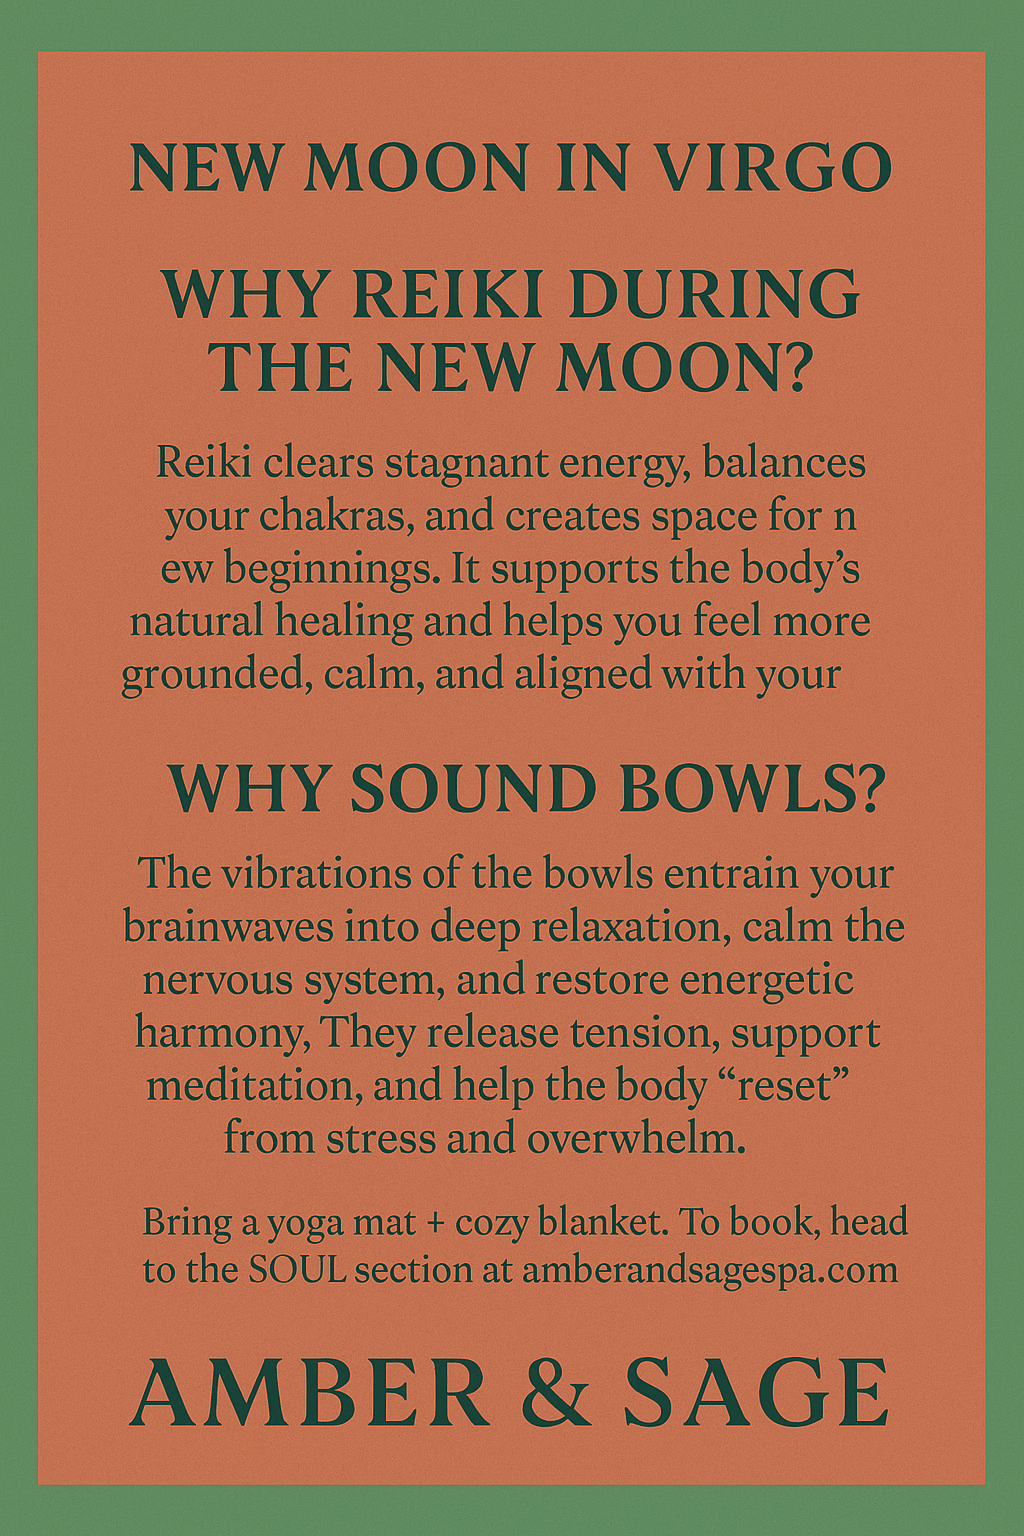 NEW MOON IN VIRGO
WHY REIKI DURING
THE NEW MOON?
Reiki clears stagnant energy, balances
your chakras, and creates space for n
ew beginnings. It supports the body’s
natural healing and helps you feel more
grounded, calm, and aligned with your
WHY SOUND BOWLS?
The vibrations of the bowls entrain your
brainwaves into deep relaxation, calm the
nervous system, and restore energetic
harmony, They release tension, support
meditation, and help the body “reset”
from stress and overwhelm.
Bring a yoga mat + cozy blanket. To book, head
to the SOUL section at amberandsagespa.com
AMBER & SAGE